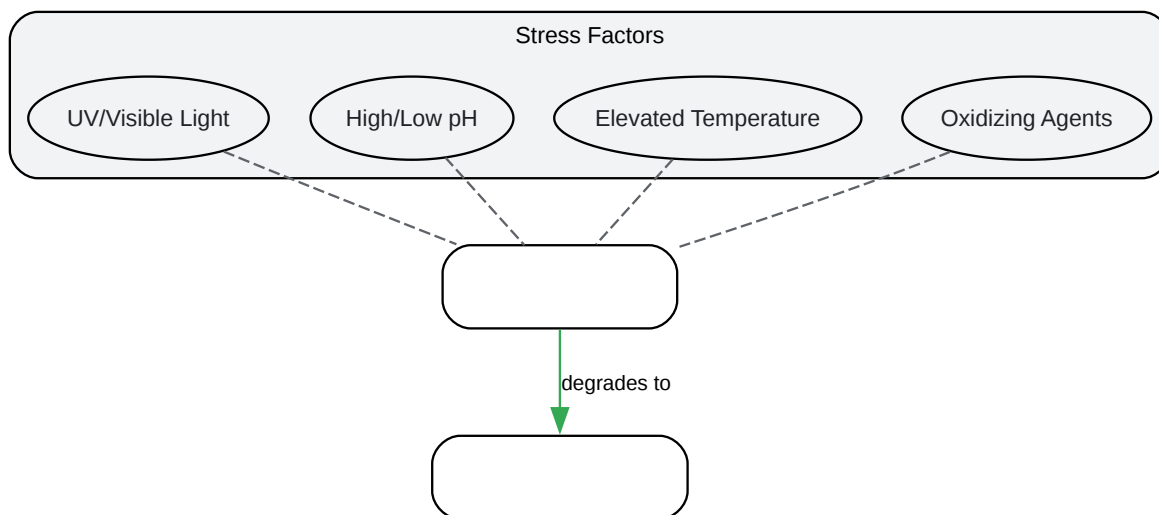 Stress Factors
UV/Visible Light
High/Low pH
Elevated Temperature
Oxidizing Agents
degrades to